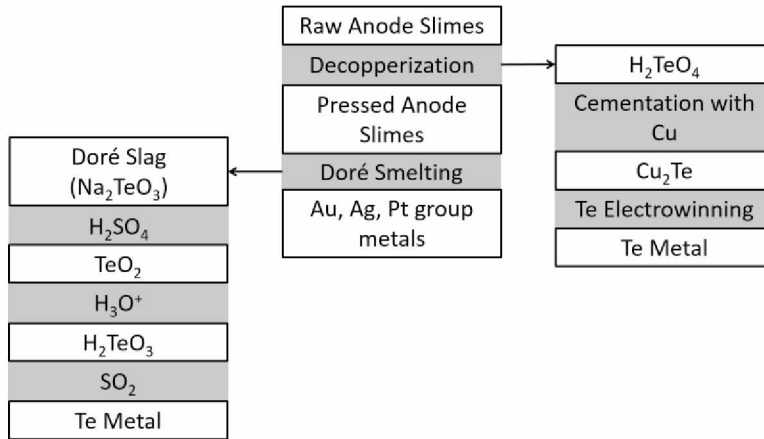 Raw Anode Slimes
Decopperization
Pressed Anode
Slimes
Doré Smelting
Au, Ag, Pt group
metals
H₂TeO₄
Cementation with
Cu
Cu₂Te
Te Electrowinning
Te Metal
Doré Slag
(Na₂TeO₃)
H₂SO₄
TeO₂
H₃O⁺
H₂TeO₃
SO₂
Te Metal